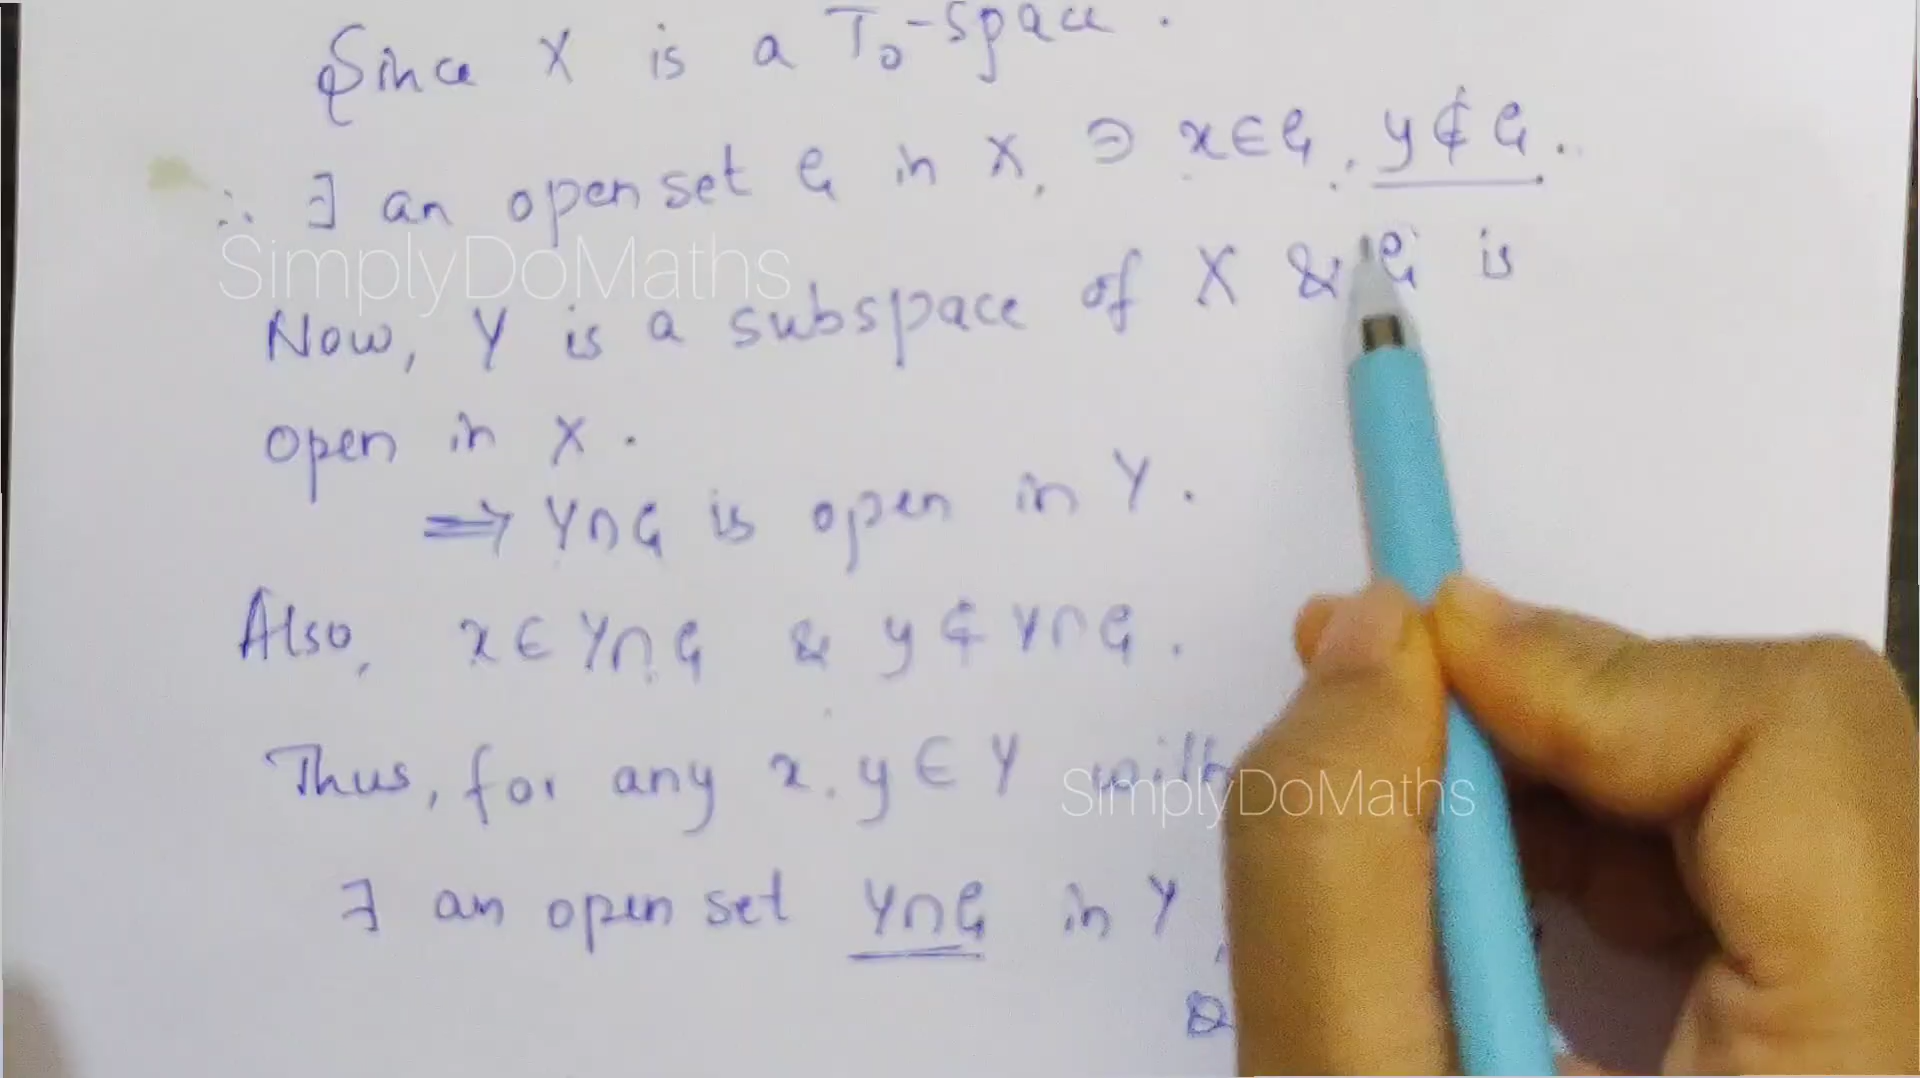 Since X is a T₀-space.
∴ ∃ an open set G in X, ∋ x∈G, y∉G.
SimplyDoMaths
Now, Y is a subspace of X & G is
open in X.
⟹ Y∩G is open in Y.
Also, x∈Y∩G & y∉Y∩G.
Thus, for any x, y∈Y with
SimplyDoMaths
∃ an open set Y∩G in Y
&